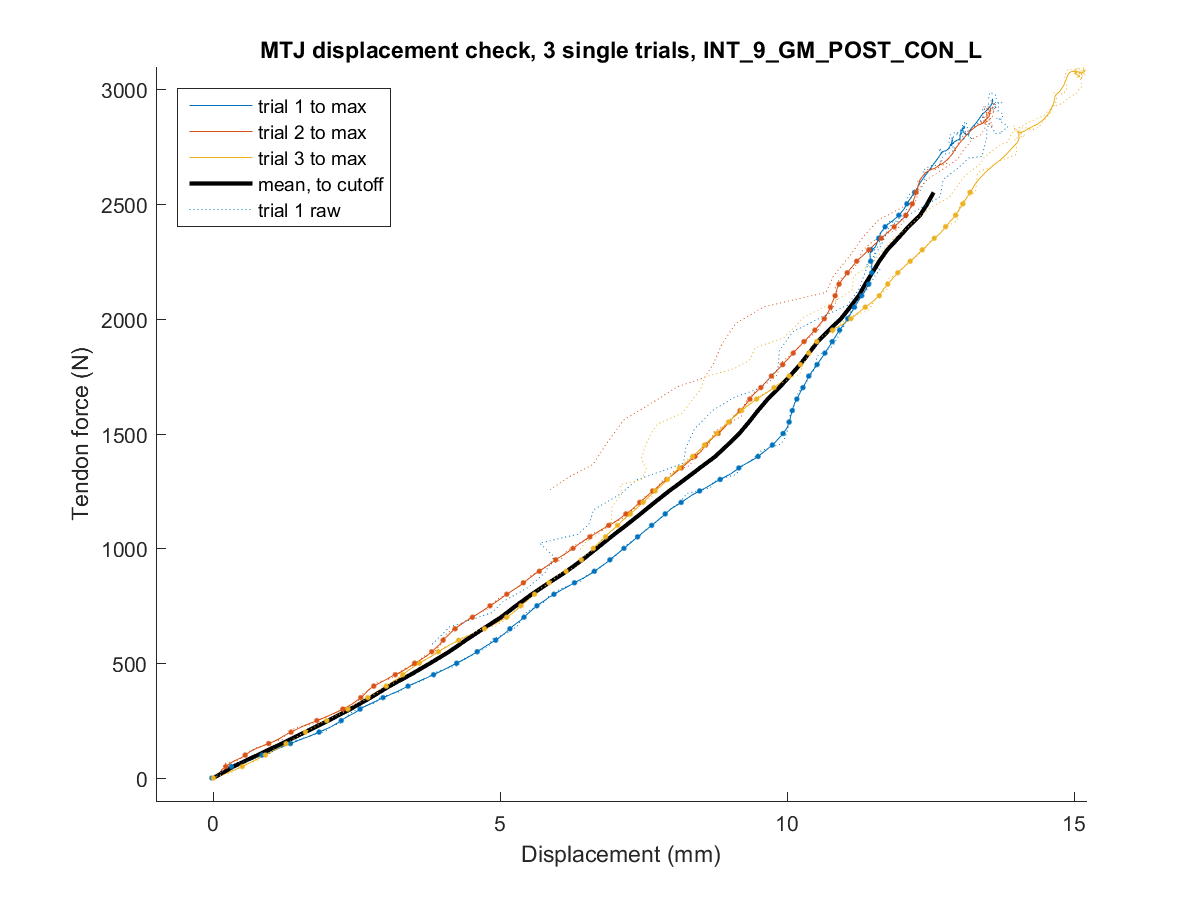 MTJ displacement check, 3 single trials, INT_9_GM_POST_CON_L
3000
2500
2000
1500
1000
500
0
Tendon force (N)
trial 1 to max
trial 2 to max
trial 3 to max
mean, to cutoff
trial 1 raw
0 5 10 15
Displacement (mm)